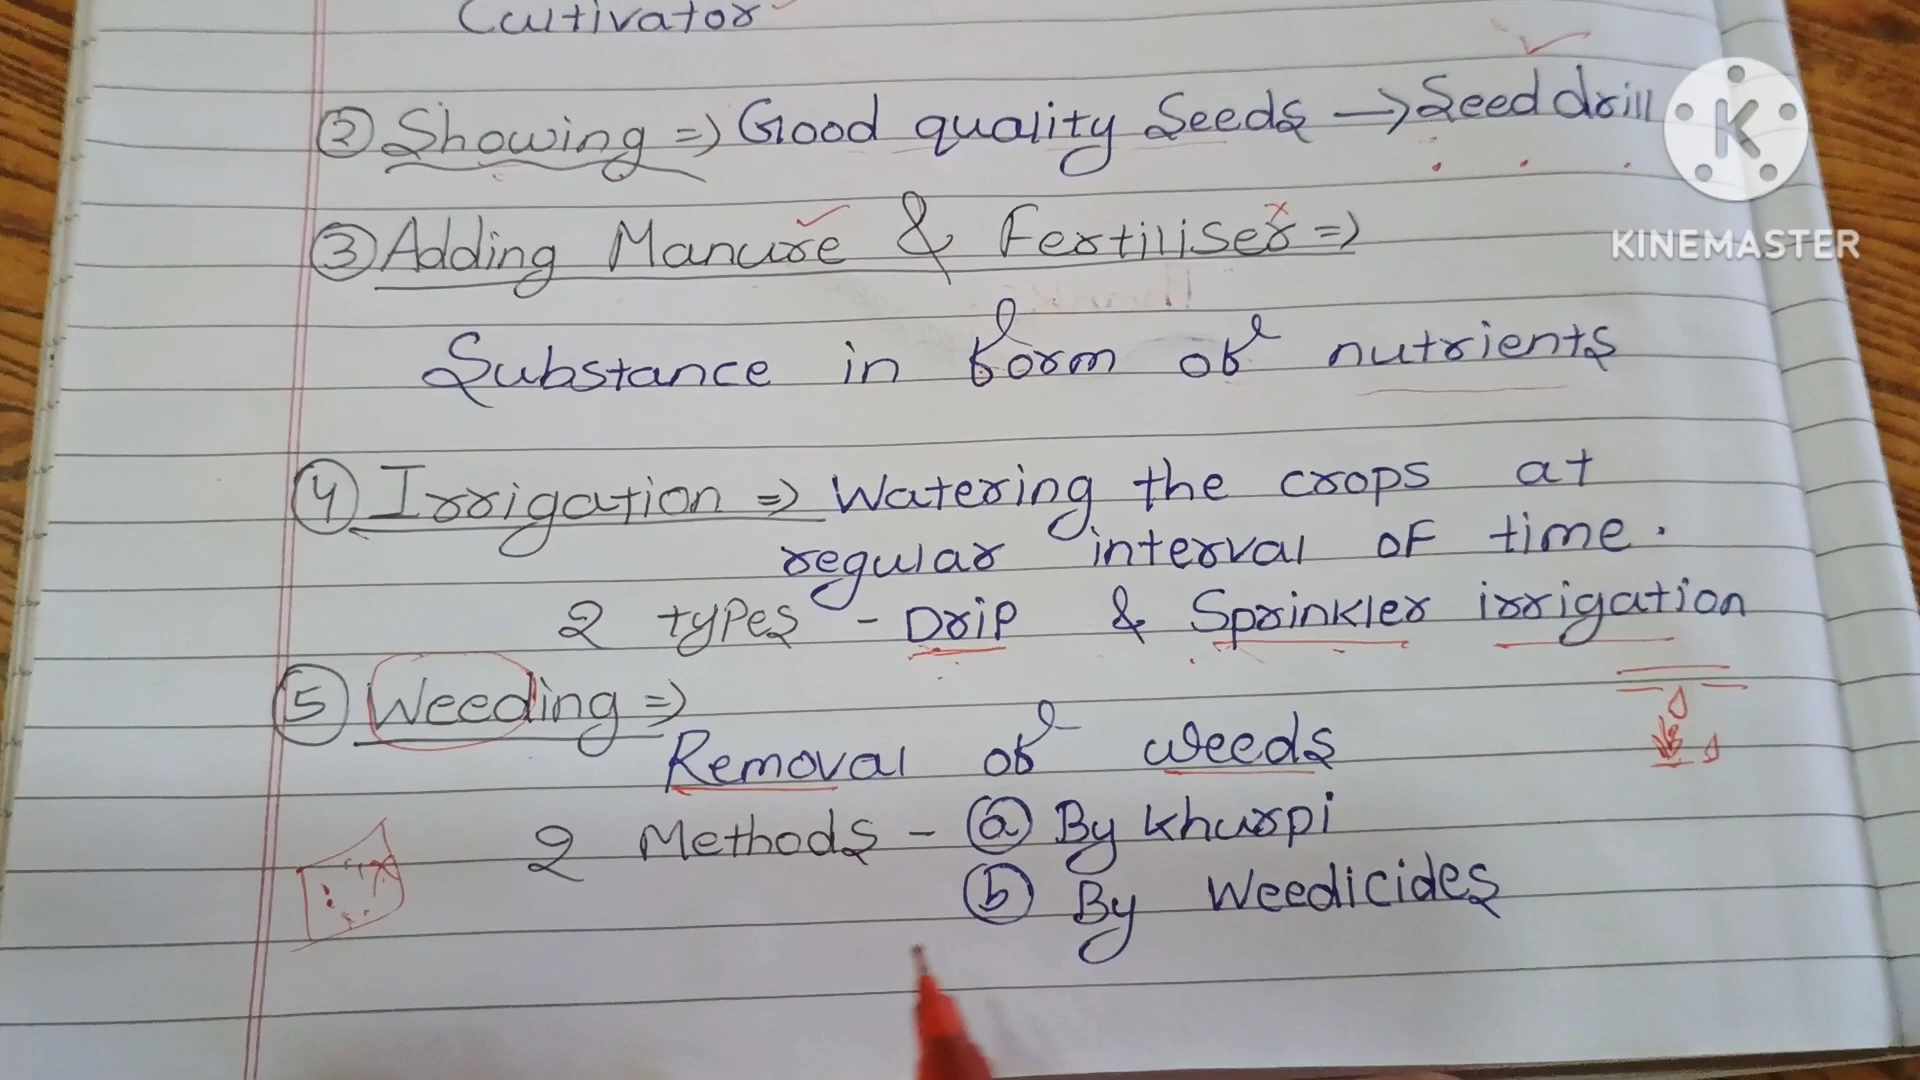 Cultivator
② Showing => Good quality Seeds → Seed drill
③ Adding Manure & Fertiliser =>
Substance in form of nutrients
④ Irrigation => Watering the crops at
regular interval of time.
2 types - Drip & Sprinkler irrigation
⑤ Weeding =>
Removal of weeds
2 Methods - ⓐ By khurpi
ⓑ By Weedicides
K
KINEMASTER